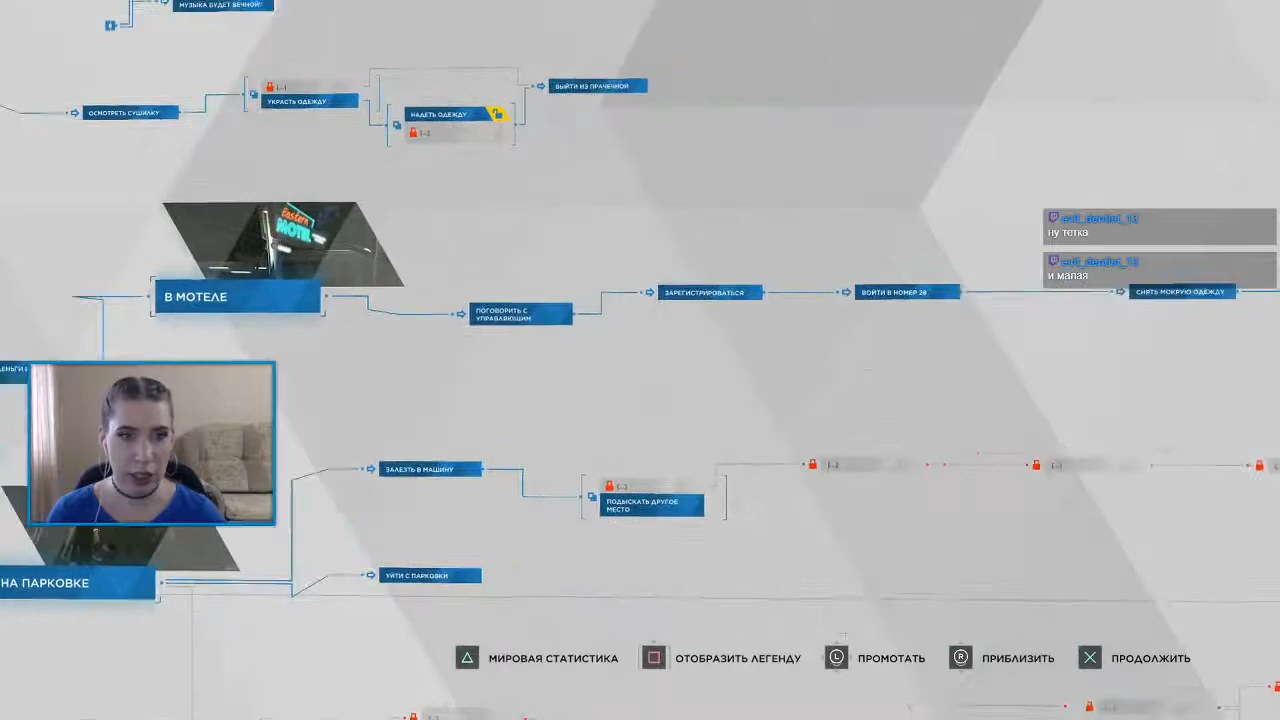 МУЗЫКА БУДЕТ ВЕЧНОЙ
[...]
УКРАСТЬ ОДЕЖДУ
ВЫЙТИ ИЗ ПРАЧЕЧНОЙ
ОСМОТРЕТЬ СУШИЛКУ
НАДЕТЬ ОДЕЖДУ
[...]
Eastern
MOTEL
evil_dentist_13
ну тетка
evil_dentist_13
и малая
В МОТЕЛЕ
ПОГОВОРИТЬ С
УПРАВЛЯЮЩИМ
ЗАРЕГИСТРИРОВАТЬСЯ
ВОЙТИ В НОМЕР 28
СНЯТЬ МОКРУЮ ОДЕЖДУ
ЗАЛЕЗТЬ В МАШИНУ
[...]
ПОДЫСКАТЬ ДРУГОЕ
МЕСТО
[...]
[...]
НА ПАРКОВКЕ
УЙТИ С ПАРКОВКИ
МИРОВАЯ СТАТИСТИКА
ОТОБРАЗИТЬ ЛЕГЕНДУ
L
ПРОМОТАТЬ
R
ПРИБЛИЗИТЬ
ПРОДОЛЖИТЬ
[...]
[...]